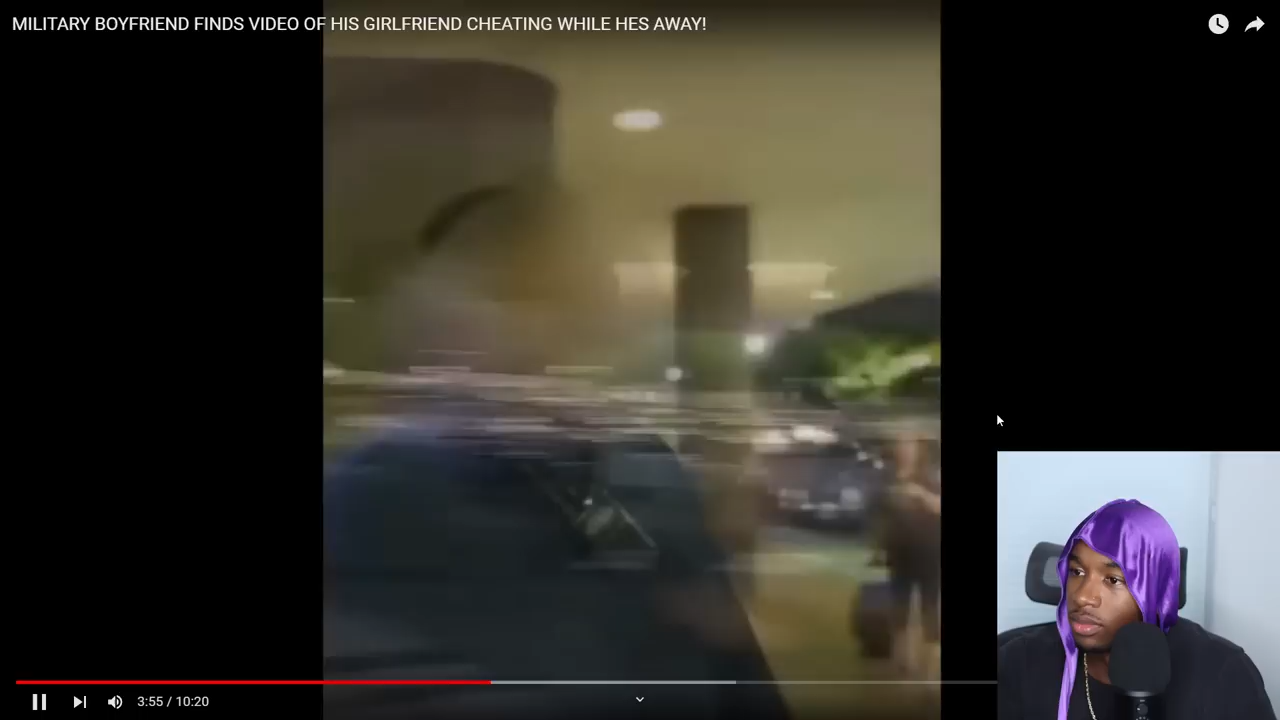 MILITARY BOYFRIEND FINDS VIDEO OF HIS GIRLFRIEND CHEATING WHILE HES AWAY!
3:55 / 10:20